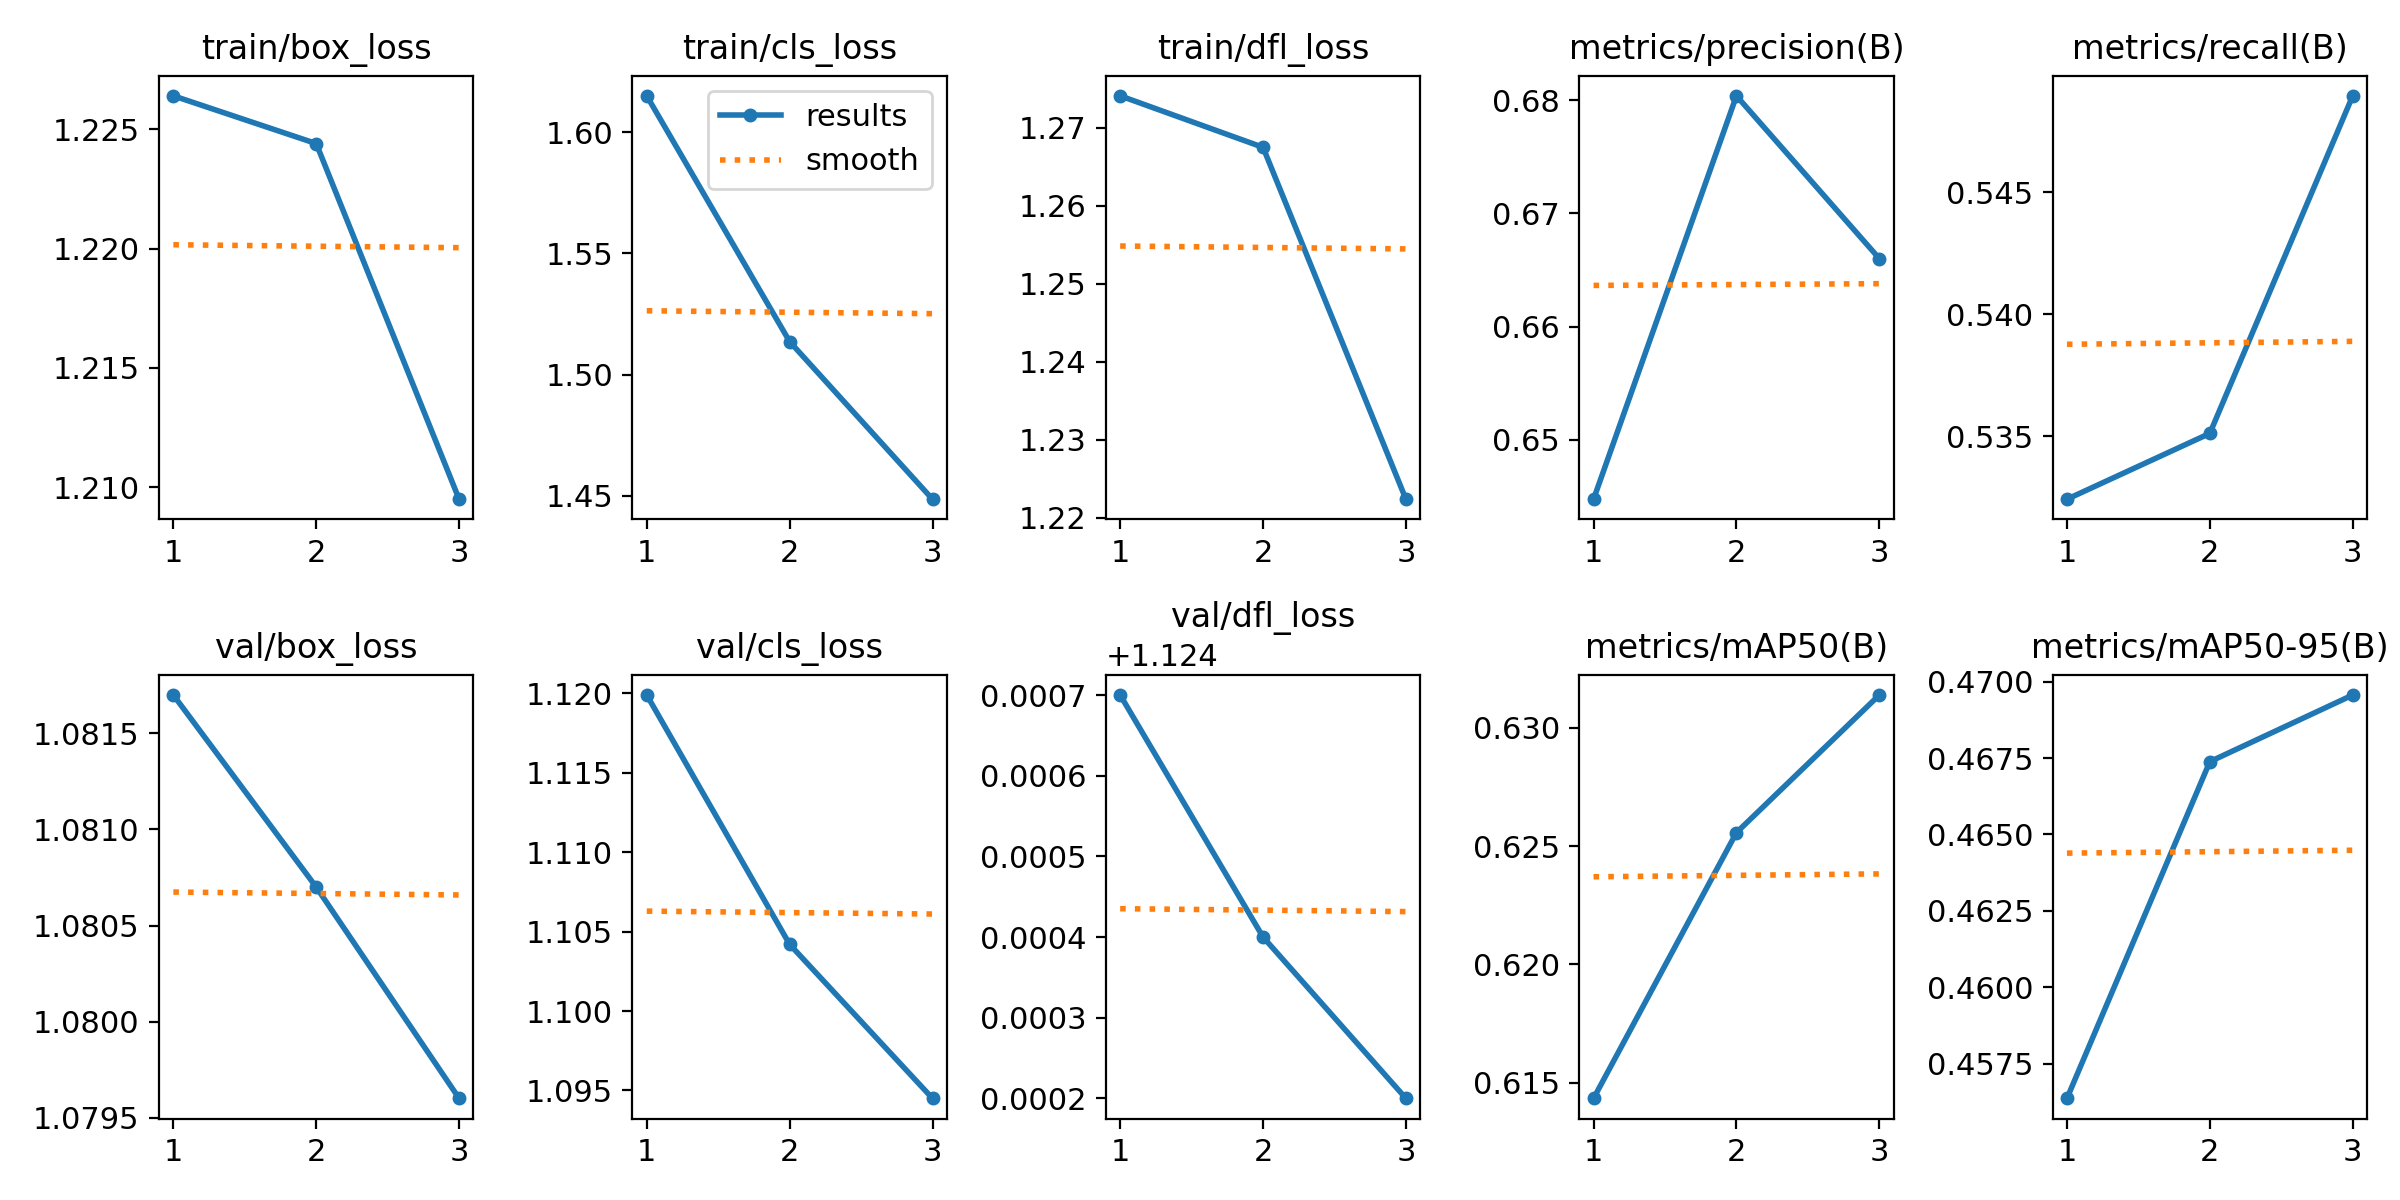 train/box_loss
1.225
1.220
1.215
1.210
1 2 3
train/cls_loss
results
smooth
1.60
1.55
1.50
1.45
1 2 3
train/dfl_loss
1.27
1.26
1.25
1.24
1.23
1.22
1 2 3
metrics/precision(B)
0.68
0.67
0.66
0.65
1 2 3
metrics/recall(B)
0.545
0.540
0.535
1 2 3
val/box_loss
1.0815
1.0810
1.0805
1.0800
1.0795
1 2 3
val/cls_loss
1.120
1.115
1.110
1.105
1.100
1.095
1 2 3
val/dfl_loss
+1.124
0.0007
0.0006
0.0005
0.0004
0.0003
0.0002
1 2 3
metrics/mAP50(B)
0.630
0.625
0.620
0.615
1 2 3
metrics/mAP50-95(B)
0.4700
0.4675
0.4650
0.4625
0.4600
0.4575
1 2 3